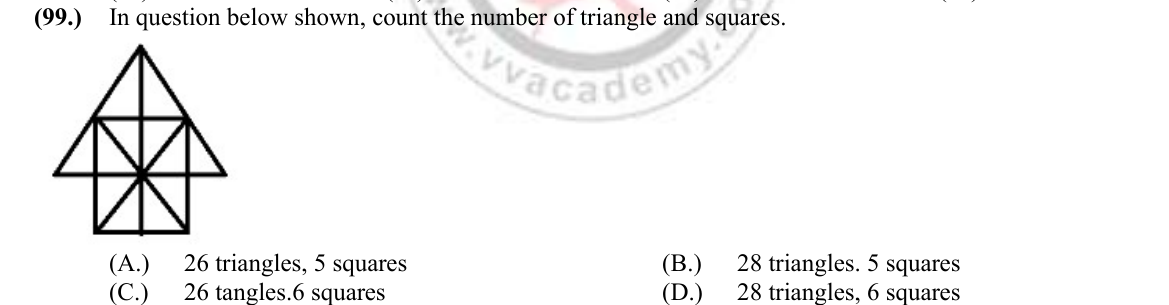 (99.) In question below shown, count the number of triangle and squares.
w.vvacademy.co
(A.) 26 triangles, 5 squares (B.) 28 triangles. 5 squares
(C.) 26 tangles.6 squares (D.) 28 triangles, 6 squares